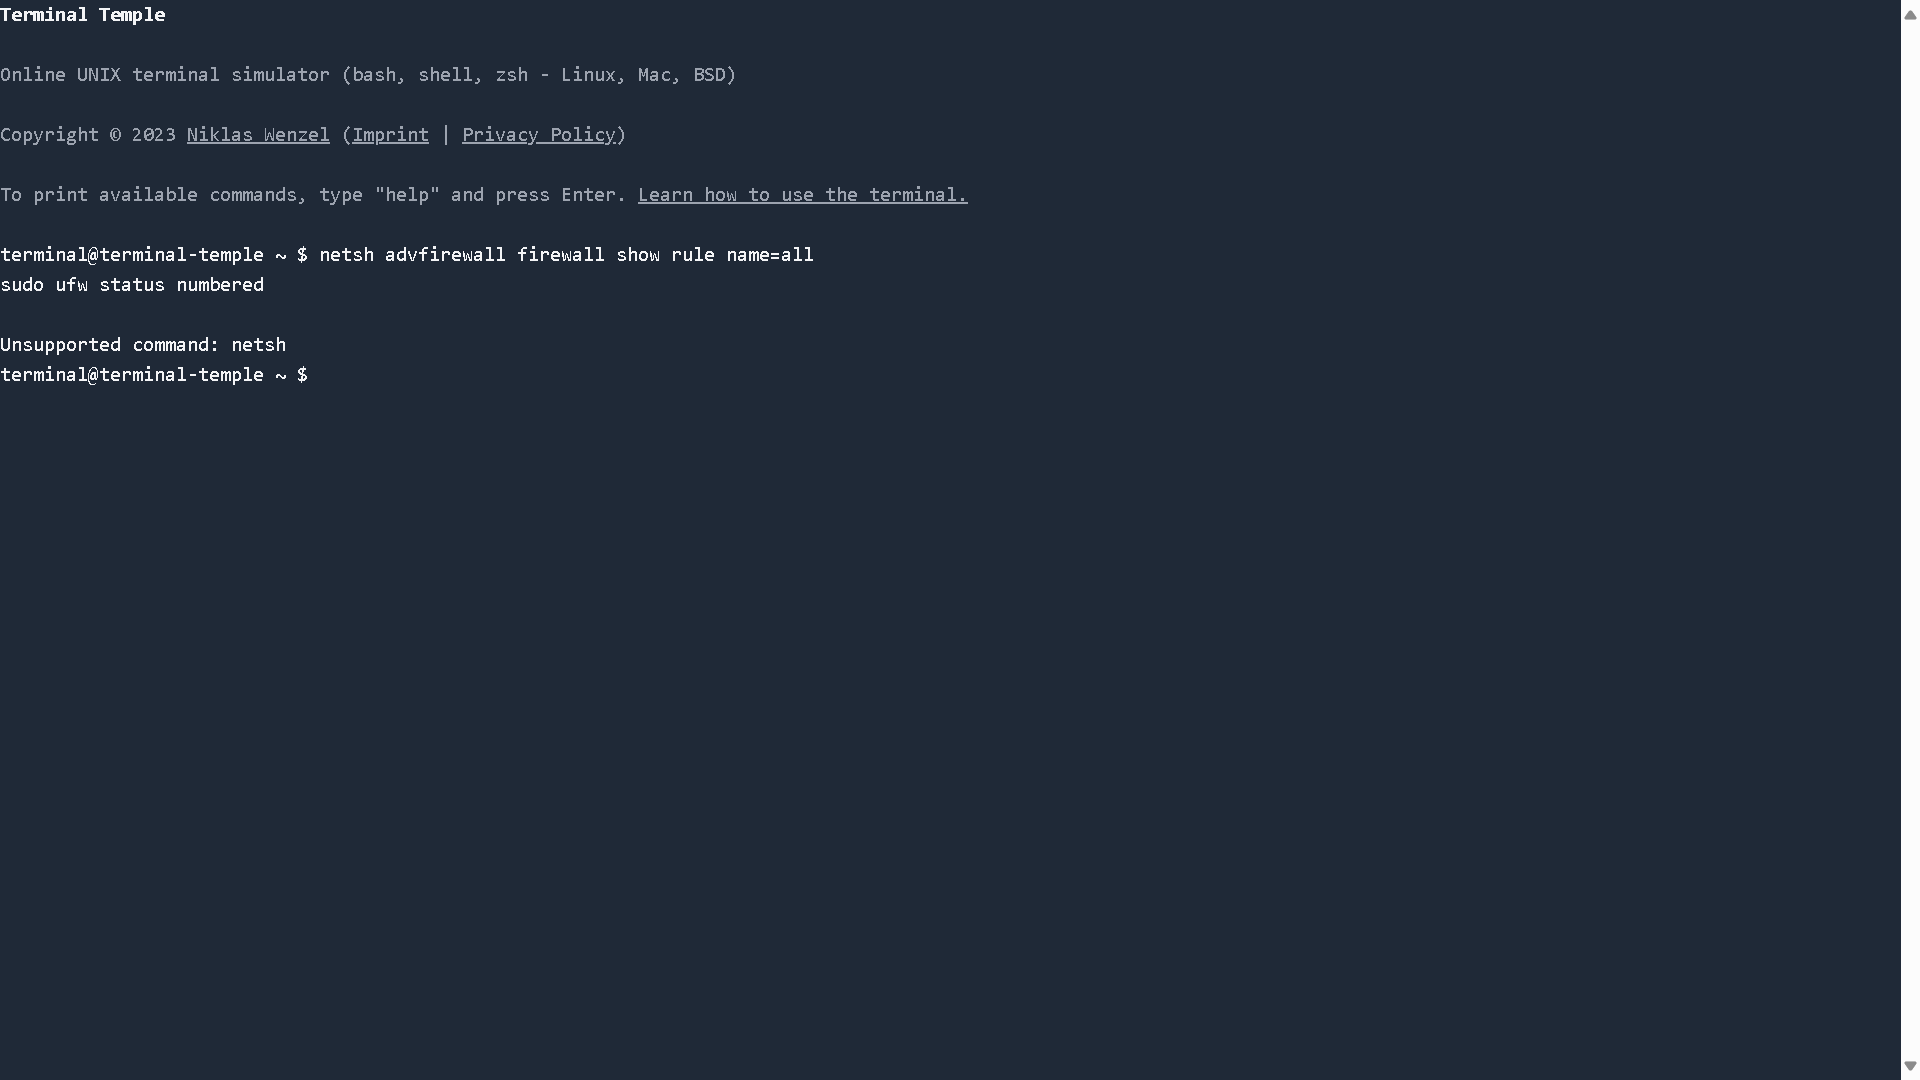 Terminal Temple
Online UNIX terminal simulator (bash, shell, zsh - Linux, Mac, BSD)
Copyright © 2023 Niklas Wenzel (Imprint | Privacy Policy)
To print available commands, type "help" and press Enter. Learn how to use the terminal.
terminal@terminal-temple ~ $ netsh advfirewall firewall show rule name=all
sudo ufw status numbered
Unsupported command: netsh
terminal@terminal-temple ~ $